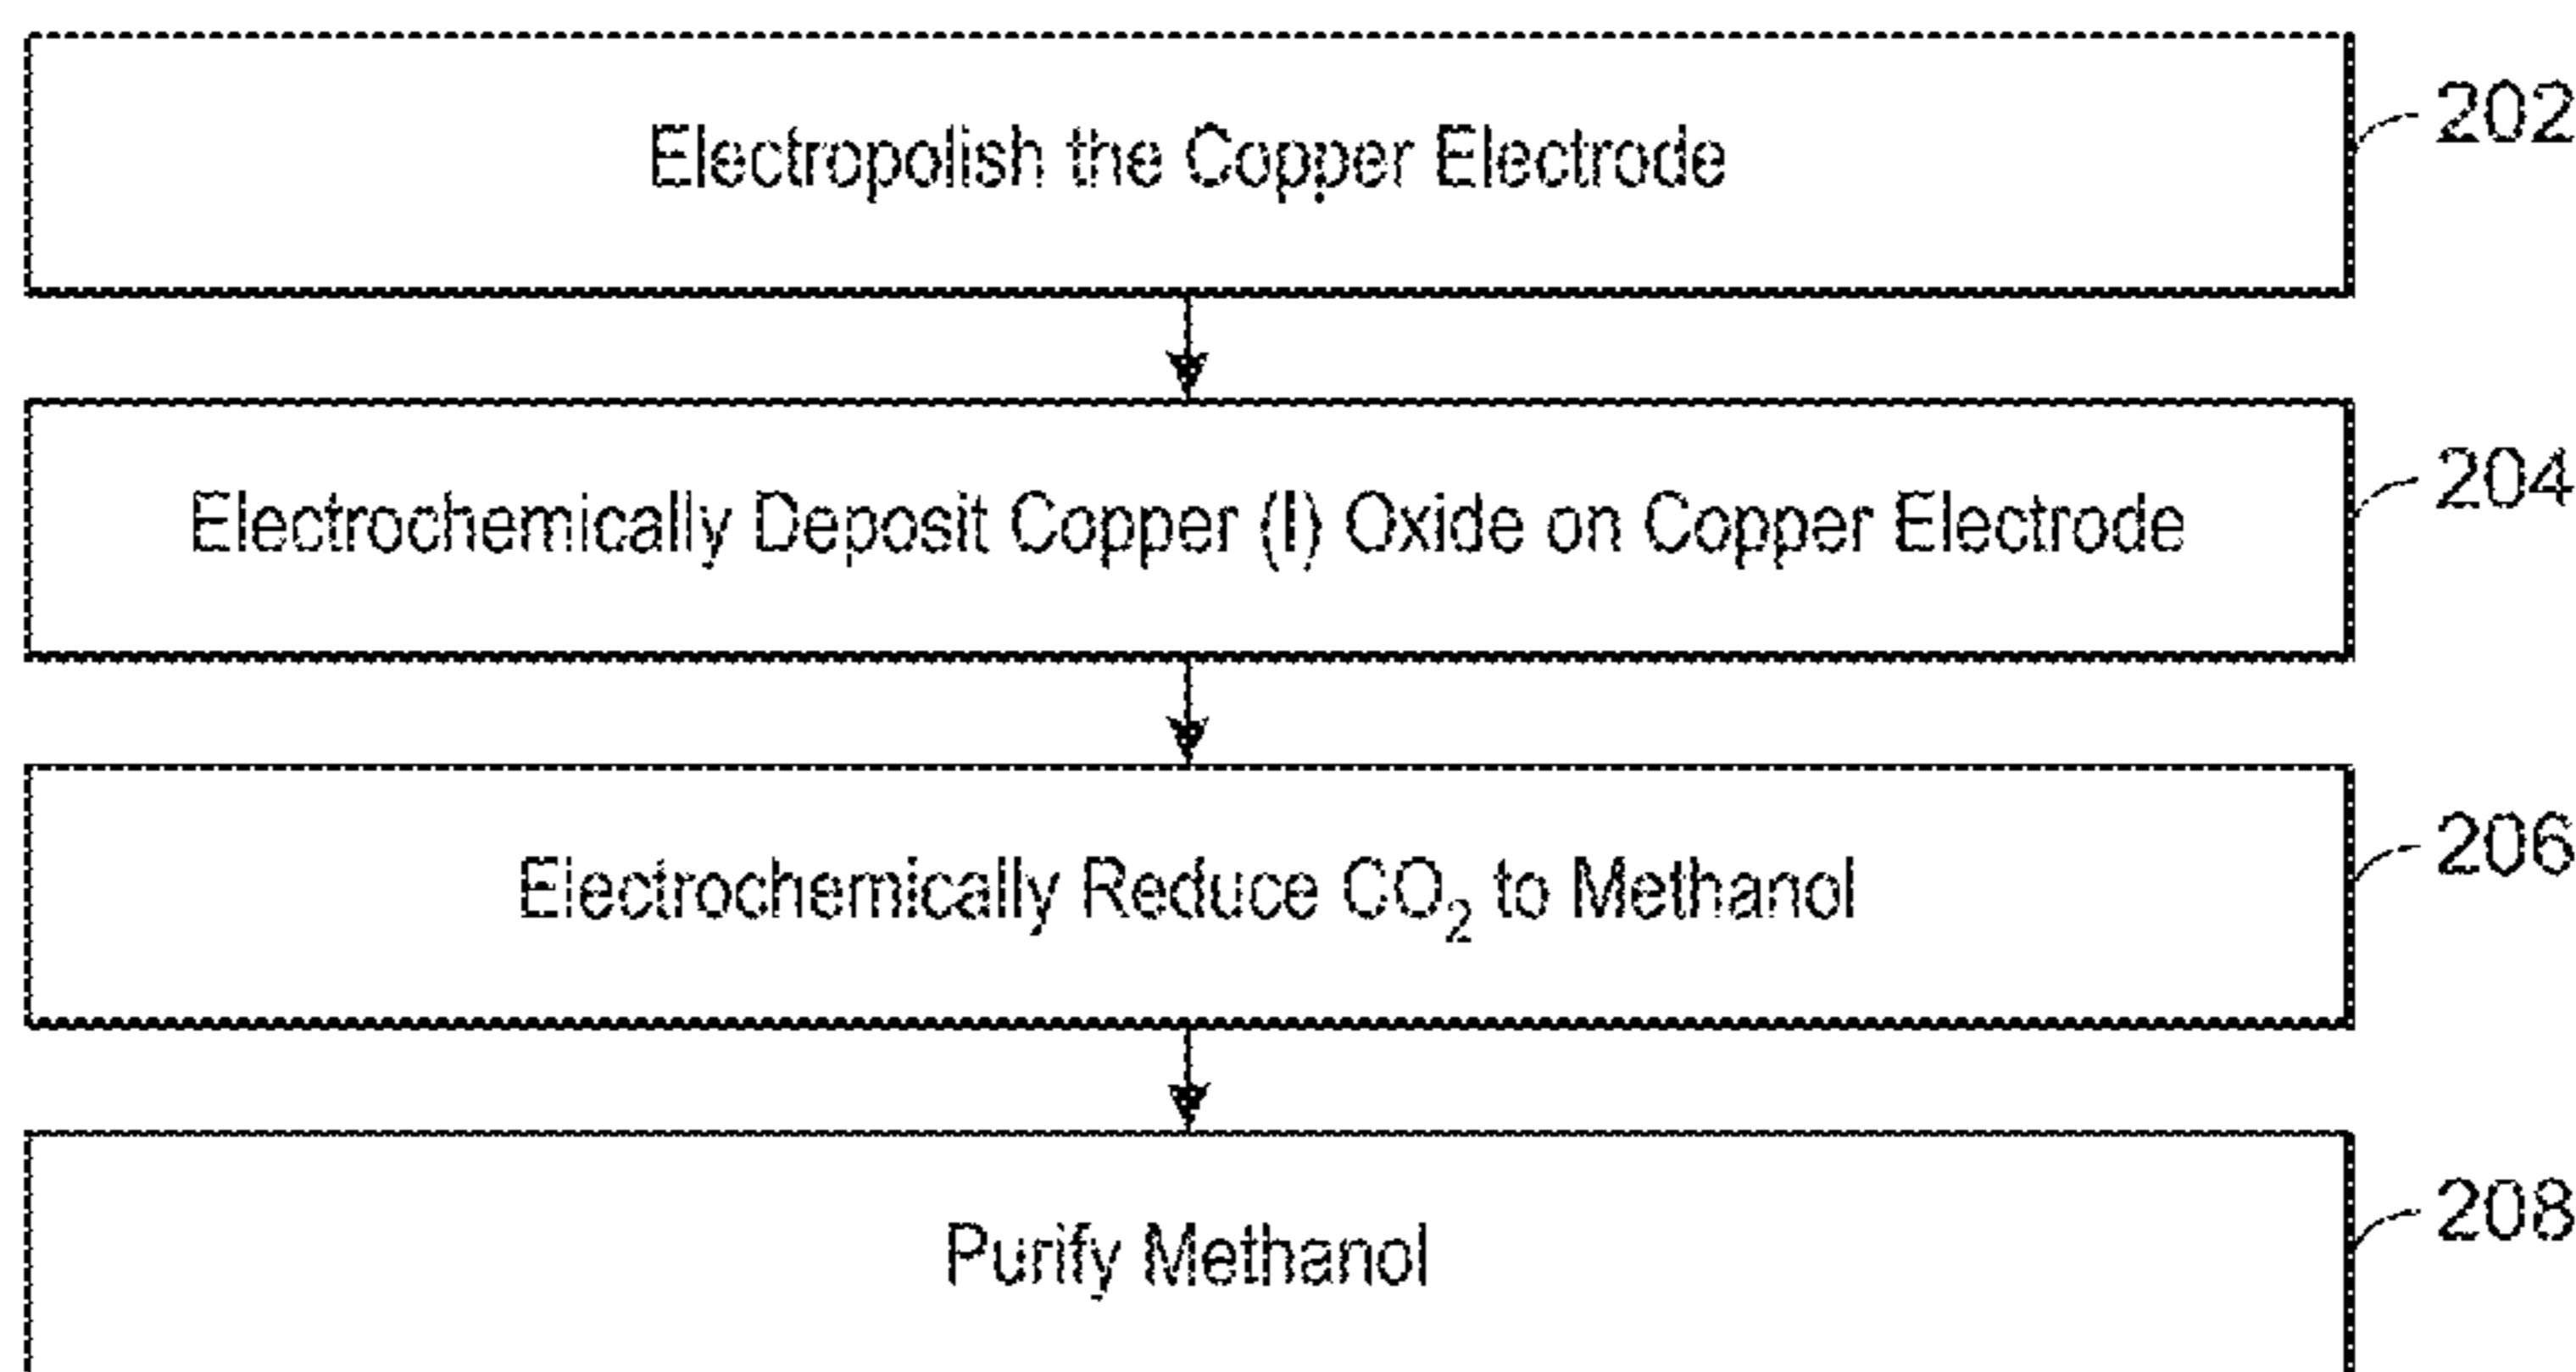 Electropolish the Copper Electrode
202
Electrochemically Deposit Copper (I) Oxide on Copper Electrode
204
Electrochemically Reduce CO₂ to Methanol
206
Purify Methanol
208